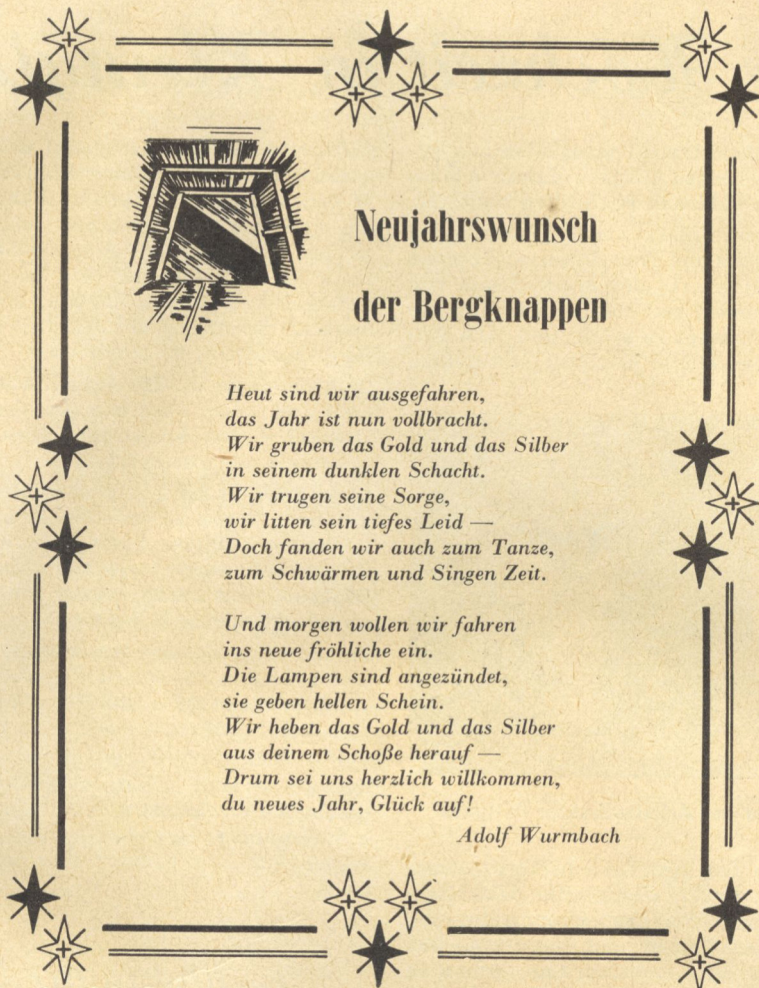 Neujahrswunsch
der Bergknappen
Heut sind wir ausgefahren,
das Jahr ist nun vollbracht.
Wir gruben das Gold und das Silber
in seinem dunklen Schacht.
Wir trugen seine Sorge,
wir litten sein tiefes Leid —
Doch fanden wir auch zum Tanze,
zum Schwärmen und Singen Zeit.

Und morgen wollen wir fahren
ins neue fröhliche ein.
Die Lampen sind angezündet,
sie geben hellen Schein.
Wir heben das Gold und das Silber
aus deinem Schoße herauf —
Drum sei uns herzlich willkommen,
du neues Jahr, Glück auf!
Adolf Wurmbach